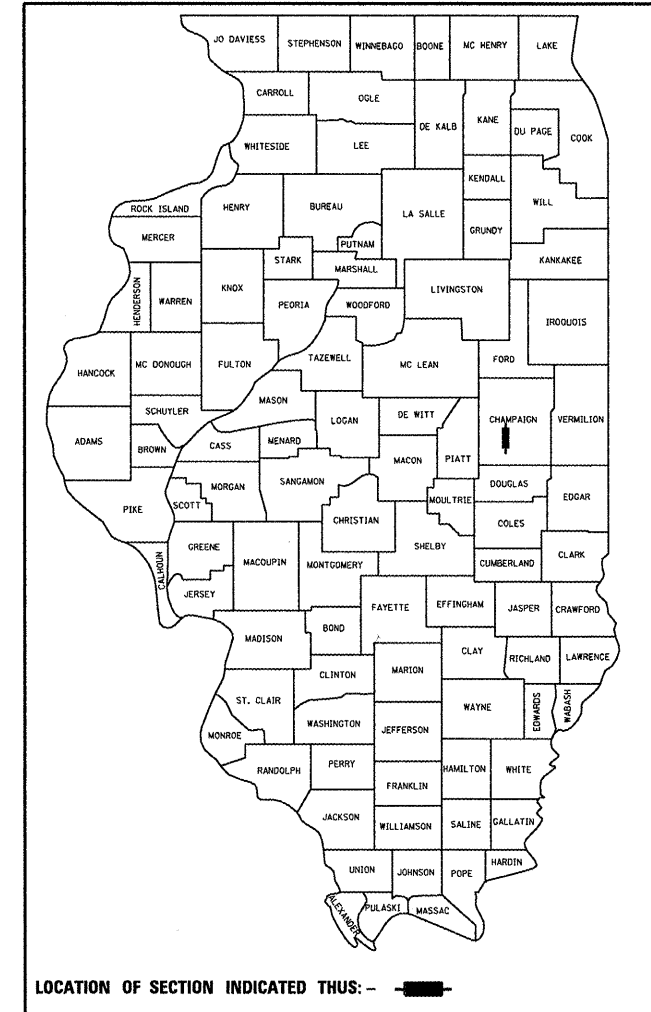 JO DAVIESS STEPHENSON WINNEBAGO BOONE MC HENRY LAKE
CARROLL OGLE DE KALB KANE DU PAGE COOK
WHITESIDE LEE
KENDALL WILL
ROCK ISLAND HENRY BUREAU LA SALLE GRUNDY
MERCER PUTNAM KANKAKEE
STARK MARSHALL
HENDERSON WARREN KNOX PEORIA WOODFORD LIVINGSTON IROQUOIS
HANCOCK MC DONOUGH FULTON TAZEWELL MC LEAN FORD
SCHUYLER MASON LOGAN DE WITT CHAMPAIGN VERMILION
ADAMS BROWN CASS MENARD MACON PIATT
PIKE SCOTT MORGAN SANGAMON CHRISTIAN MOULTRIE DOUGLAS EDGAR
COLES
CALHOUN GREENE MACOUPIN MONTGOMERY SHELBY CUMBERLAND CLARK
JERSEY FAYETTE EFFINGHAM JASPER CRAWFORD
MADISON BOND CLAY RICHLAND LAWRENCE
CLINTON MARION
ST. CLAIR WAYNE EDWARDS WABASH
MONROE WASHINGTON JEFFERSON
RANDOLPH PERRY FRANKLIN HAMILTON WHITE
JACKSON WILLIAMSON SALINE GALLATIN
UNION JOHNSON POPE HARDIN
ALEXANDER PULASKI MASSAC
LOCATION OF SECTION INDICATED THUS: –